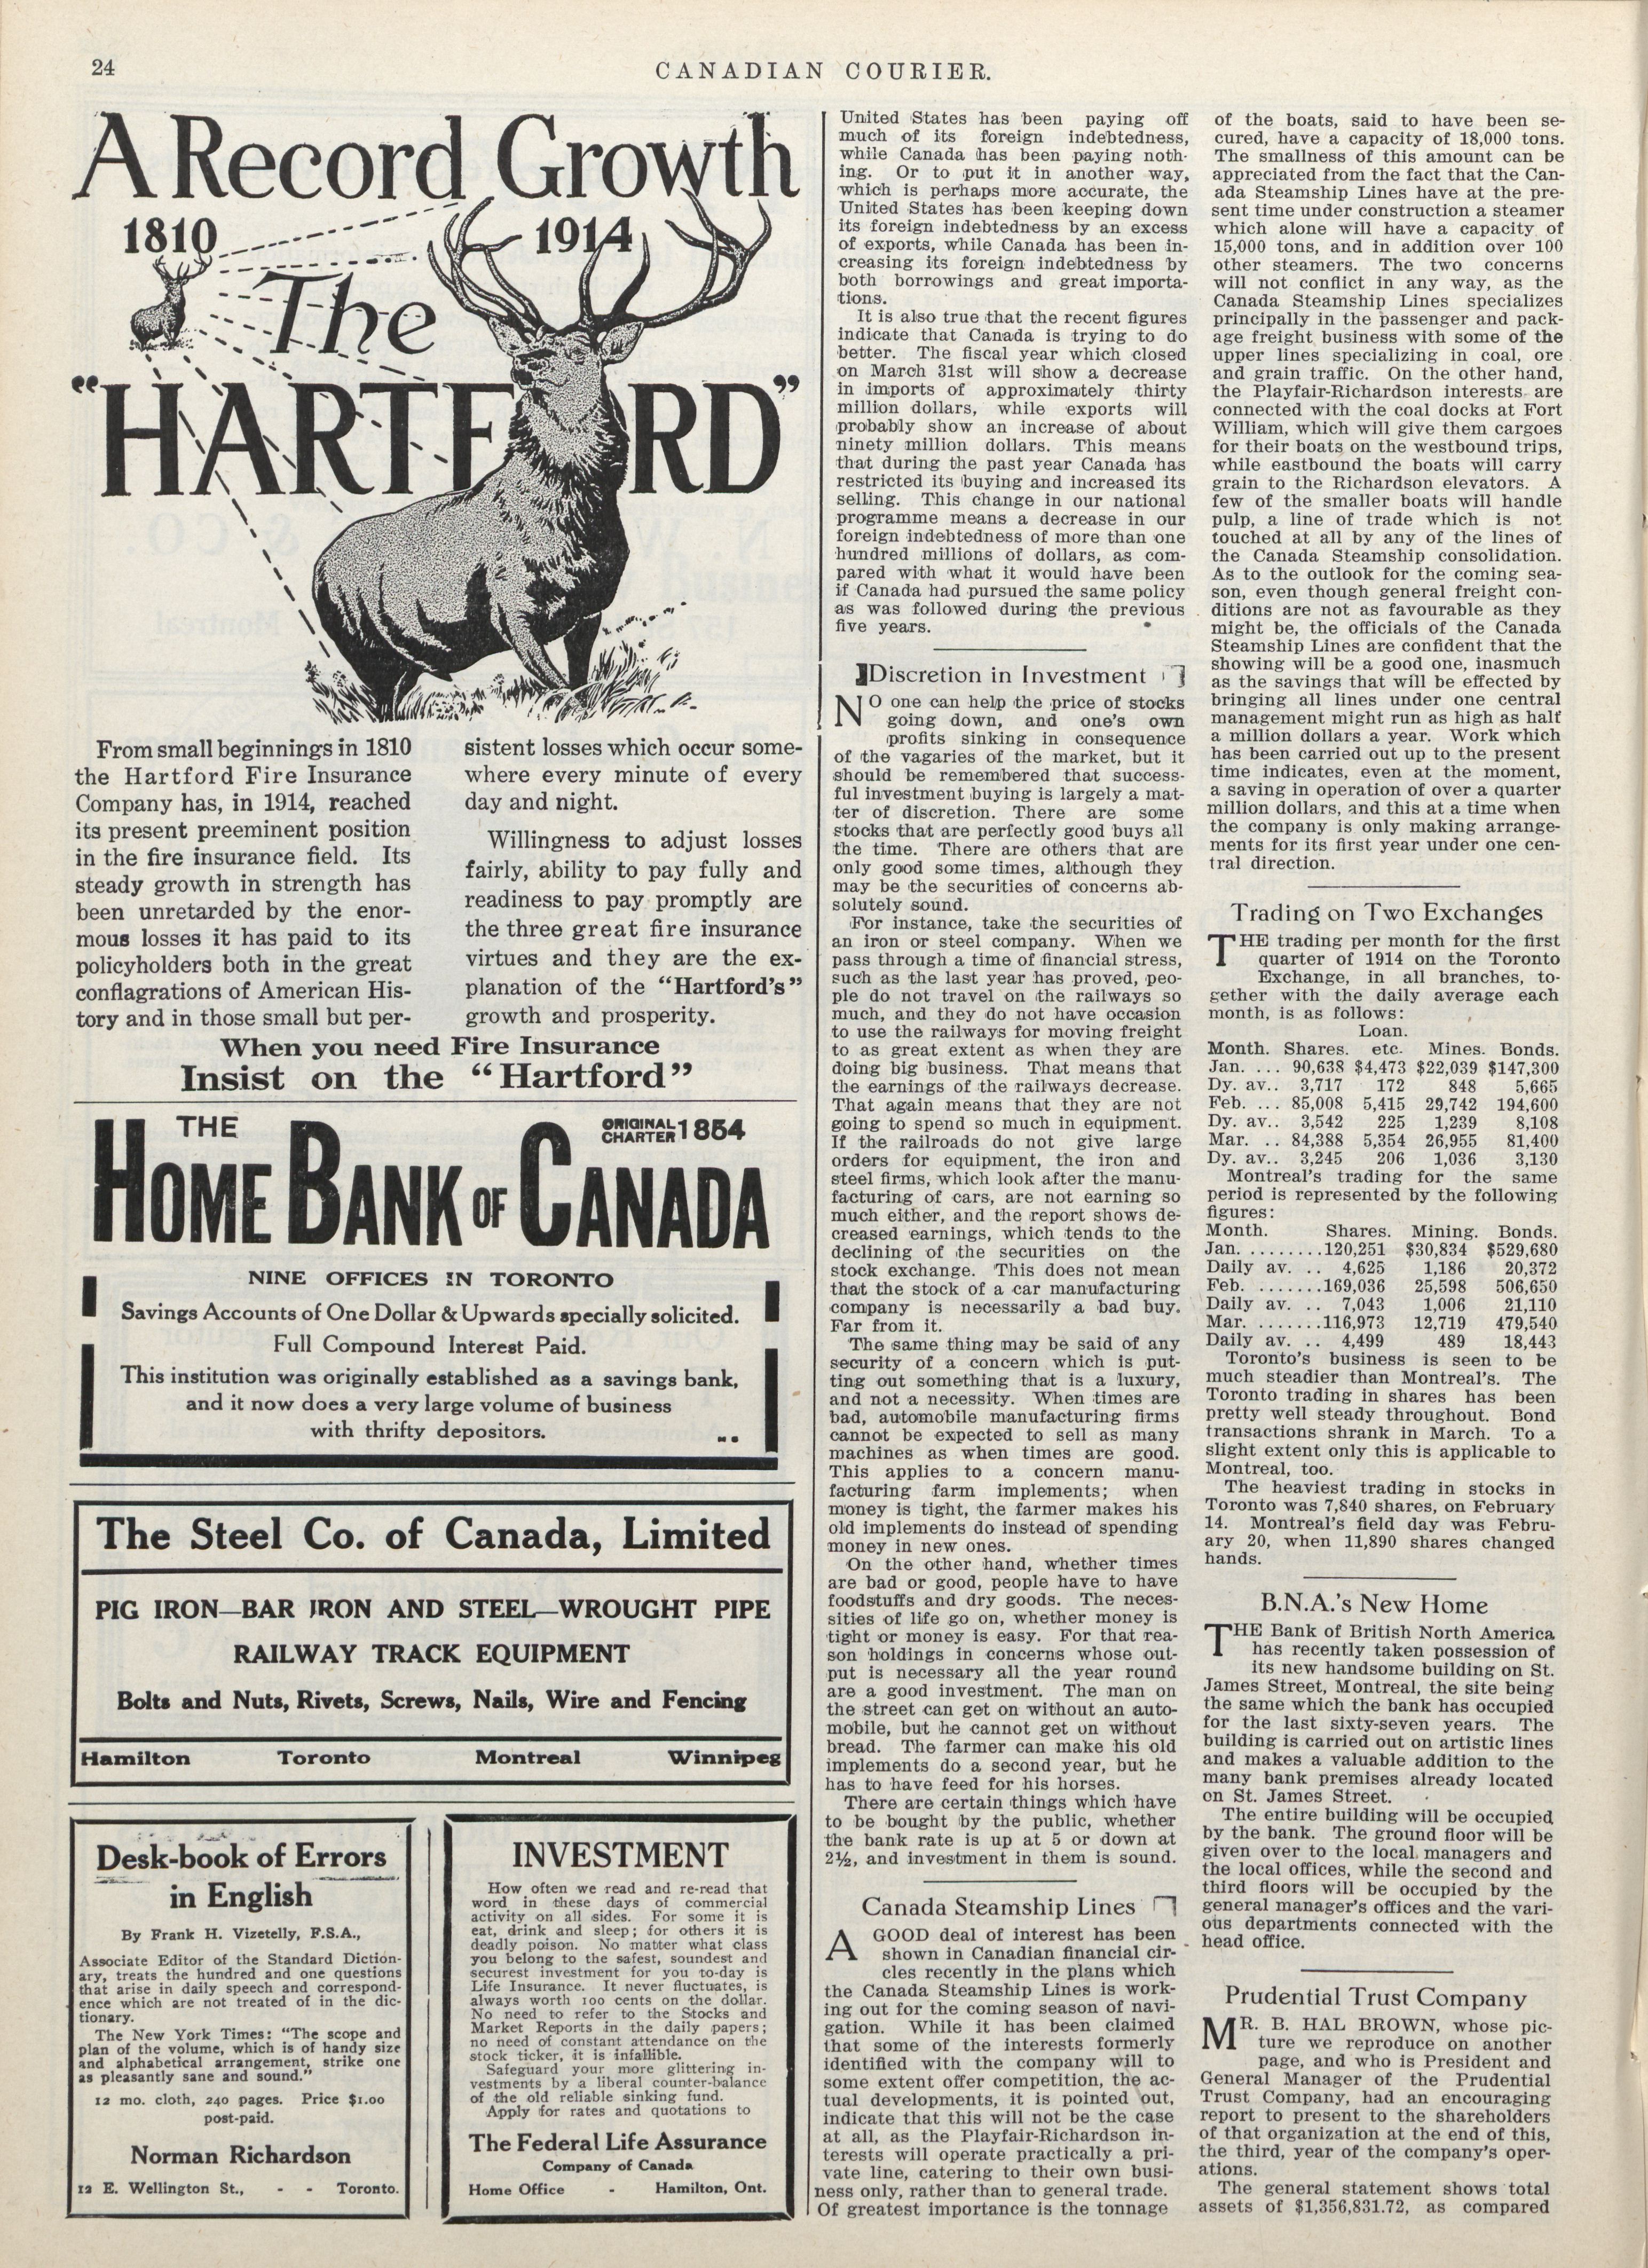 24
CANADIAN COURIER.
A Record Growth
1810
1914
The
"HARTFORD"
From small beginnings in 1810
the Hartford Fire Insurance
Company has, in 1914, reached
its present preeminent position
in the fire insurance field. Its
steady growth in strength has
been unretarded by the enor-
mous losses it has paid to its
policyholders both in the great
conflagrations of American His-
tory and in those small but per-
sistent losses which occur some-
where every minute of every
day and night.
Willingness to adjust losses
fairly, ability to pay fully and
readiness to pay promptly are
the three great fire insurance
virtues and they are the ex-
planation of the "Hartford's"
growth and prosperity.
When you need Fire Insurance
Insist on the "Hartford"
THE
ORIGINAL
CHARTER 1854
HOME BANK OF CANADA
NINE OFFICES IN TORONTO
Savings Accounts of One Dollar & Upwards specially solicited.
Full Compound Interest Paid.
This institution was originally established as a savings bank,
and it now does a very large volume of business
with thrifty depositors.
The Steel Co. of Canada, Limited
PIG IRON—BAR IRON AND STEEL—WROUGHT PIPE
RAILWAY TRACK EQUIPMENT
Bolts and Nuts, Rivets, Screws, Nails, Wire and Fencing
Hamilton Toronto Montreal Winnipeg
Desk-book of Errors
in English
By Frank H. Vizetelly, F.S.A.,
Associate Editor of the Standard Diction-
ary, treats the hundred and one questions
that arise in daily speech and correspond-
ence which are not treated of in the dic-
tionary.
The New York Times: "The scope and
plan of the volume, which is of handy size
and alphabetical arrangement, strike one
as pleasantly sane and sound."
12 mo. cloth, 240 pages. Price $1.00
post-paid.
Norman Richardson
12 E. Wellington St., - - Toronto.
INVESTMENT
How often we read and re-read that
word in these days of commercial
activity on all sides. For some it is
eat, drink and sleep; for others it is
deadly poison. No matter what class
you belong to the safest, soundest and
securest investment for you to-day is
Life Insurance. It never fluctuates, is
always worth 100 cents on the dollar.
No need to refer to the Stocks and
Market Reports in the daily papers;
no need of constant attendance on the
stock ticker, it is infallible.
Safeguard your more glittering in-
vestments by a liberal counter-balance
of the old reliable sinking fund.
Apply for rates and quotations to
The Federal Life Assurance
Company of Canada
Home Office - Hamilton, Ont.
United States has been paying off
much of its foreign indebtedness,
while Canada has been paying noth-
ing. Or to put it in another way,
which is perhaps more accurate, the
United States has been keeping down
its foreign indebtedness by an excess
of exports, while Canada has been in-
creasing its foreign indebtedness by
both borrowings and great importa-
tions.
It is also true that the recent figures
indicate that Canada is trying to do
better. The fiscal year which closed
on March 31st will show a decrease
in imports of approximately thirty
million dollars, while exports will
probably show an increase of about
ninety million dollars. This means
that during the past year Canada has
restricted its buying and increased its
selling. This change in our national
programme means a decrease in our
foreign indebtedness of more than one
hundred millions of dollars, as com-
pared with what it would have been
if Canada had pursued the same policy
as was followed during the previous
five years.
Discretion in Investment
NO one can help the price of stocks
going down, and one's own
profits sinking in consequence
of the vagaries of the market, but it
should be remembered that success-
ful investment buying is largely a mat-
ter of discretion. There are some
stocks that are perfectly good buys all
the time. There are others that are
only good some times, although they
may be the securities of concerns ab-
solutely sound.
For instance, take the securities of
an iron or steel company. When we
pass through a time of financial stress,
such as the last year has proved, peo-
ple do not travel on the railways so
much, and they do not have occasion
to use the railways for moving freight
to as great extent as when they are
doing big business. That means that
the earnings of the railways decrease.
That again means that they are not
going to spend so much in equipment.
If the railroads do not give large
orders for equipment, the iron and
steel firms, which look after the manu-
facturing of cars, are not earning so
much either, and the report shows de-
creased earnings, which tends to the
declining of the securities on the
stock exchange. This does not mean
that the stock of a car manufacturing
company is necessarily a bad buy.
Far from it.
The same thing may be said of any
security of a concern which is put-
ting out something that is a luxury,
and not a necessity. When times are
bad, automobile manufacturing firms
cannot be expected to sell as many
machines as when times are good.
This applies to a concern manu-
facturing farm implements; when
money is tight, the farmer makes his
old implements do instead of spending
money in new ones.
On the other hand, whether times
are bad or good, people have to have
foodstuffs and dry goods. The neces-
sities of life go on, whether money is
tight or money is easy. For that rea-
son holdings in concerns whose out-
put is necessary all the year round
are a good investment. The man on
the street can get on without an auto-
mobile, but he cannot get on without
bread. The farmer can make his old
implements do a second year, but he
has to have feed for his horses.
There are certain things which have
to be bought by the public, whether
the bank rate is up at 5 or down at
2½, and investment in them is sound.
Canada Steamship Lines
A GOOD deal of interest has been
shown in Canadian financial cir-
cles recently in the plans which
the Canada Steamship Lines is work-
ing out for the coming season of navi-
gation. While it has been claimed
that some of the interests formerly
identified with the company will to
some extent offer competition, the ac-
tual developments, it is pointed out,
indicate that this will not be the case
at all, as the Playfair-Richardson in-
terests will operate practically a pri-
vate line, catering to their own busi-
ness only, rather than to general trade.
Of greatest importance is the tonnage
of the boats, said to have been se-
cured, have a capacity of 18,000 tons.
The smallness of this amount can be
appreciated from the fact that the Can-
ada Steamship Lines have at the pre-
sent time under construction a steamer
which alone will have a capacity of
15,000 tons, and in addition over 100
other steamers. The two concerns
will not conflict in any way, as the
Canada Steamship Lines specializes
principally in the passenger and pack-
age freight business with some of the
upper lines specializing in coal, ore
and grain traffic. On the other hand,
the Playfair-Richardson interests are
connected with the coal docks at Fort
William, which will give them cargoes
for their boats on the westbound trips,
while eastbound the boats will carry
grain to the Richardson elevators. A
few of the smaller boats will handle
pulp, a line of trade which is not
touched at all by any of the lines of
the Canada Steamship consolidation.
As to the outlook for the coming sea-
son, even though general freight con-
ditions are not as favourable as they
might be, the officials of the Canada
Steamship Lines are confident that the
showing will be a good one, inasmuch
as the savings that will be effected by
bringing all lines under one central
management might run as high as half
a million dollars a year. Work which
has been carried out up to the present
time indicates, even at the moment,
a saving in operation of over a quarter
million dollars, and this at a time when
the company is only making arrange-
ments for its first year under one cen-
tral direction.
Trading on Two Exchanges
THE trading per month for the first
quarter of 1914 on the Toronto
Exchange, in all branches, to-
gether with the daily average each
month, is as follows:
Loan.
Month. Shares. etc. Mines. Bonds.
Jan. ... 90,638 $4,473 $22,039 $147,300
Dy. av.. 3,717 172 848 5,665
Feb. ... 85,008 5,415 29,742 194,600
Dy. av.. 3,542 225 1,239 8,108
Mar. .. 84,388 5,354 26,955 81,400
Dy. av.. 3,245 206 1,036 3,130
Montreal's trading for the same
period is represented by the following
figures:
Month. Shares. Mining. Bonds.
Jan. ........120,251 $30,834 $529,680
Daily av. .. 4,625 1,186 20,372
Feb. .......169,036 25,598 506,650
Daily av. .. 7,043 1,006 21,110
Mar. .......116,973 12,719 479,540
Daily av. .. 4,499 489 18,443
Toronto's business is seen to be
much steadier than Montreal's. The
Toronto trading in shares has been
pretty well steady throughout. Bond
transactions shrank in March. To a
slight extent only this is applicable to
Montreal, too.
The heaviest trading in stocks in
Toronto was 7,840 shares, on February
14. Montreal's field day was Febru-
ary 20, when 11,890 shares changed
hands.
B.N.A.'s New Home
THE Bank of British North America
has recently taken possession of
its new handsome building on St.
James Street, Montreal, the site being
the same which the bank has occupied
for the last sixty-seven years. The
building is carried out on artistic lines
and makes a valuable addition to the
many bank premises already located
on St. James Street.
The entire building will be occupied
by the bank. The ground floor will be
given over to the local managers and
the local offices, while the second and
third floors will be occupied by the
general manager's offices and the vari-
ous departments connected with the
head office.
Prudential Trust Company
MR. B. HAL BROWN, whose pic-
ture we reproduce on another
page, and who is President and
General Manager of the Prudential
Trust Company, had an encouraging
report to present to the shareholders
of that organization at the end of this,
the third, year of the company's oper-
ations.
The general statement shows total
assets of $1,356,831.72, as compared